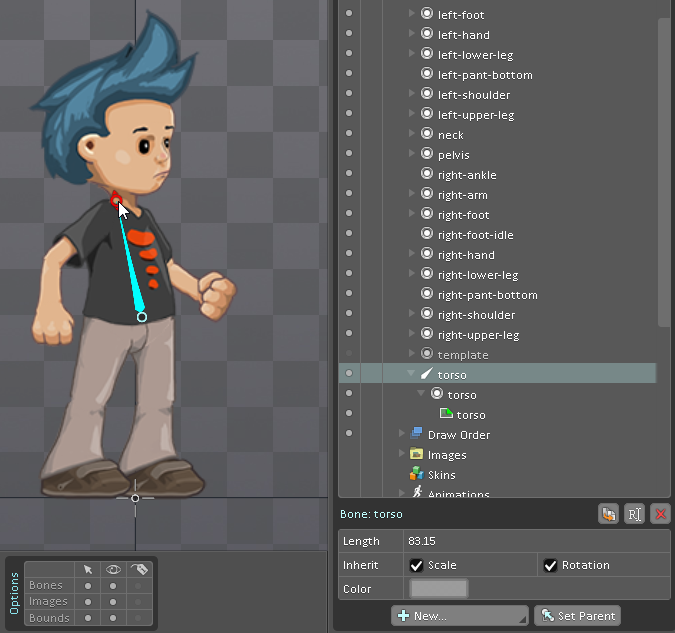 left-foot
left-hand
left-lower-leg
left-pant-bottom
left-shoulder
left-upper-leg
neck
pelvis
right-ankle
right-arm
right-foot
right-foot-idle
right-hand
right-lower-leg
right-pant-bottom
right-shoulder
right-upper-leg
template
torso
torso
torso
Draw Order
Images
Skins
Animations
Bone: torso
Length 83.15
Inherit Scale Rotation
Color
New... Set Parent
Options
Bones
Images
Bounds